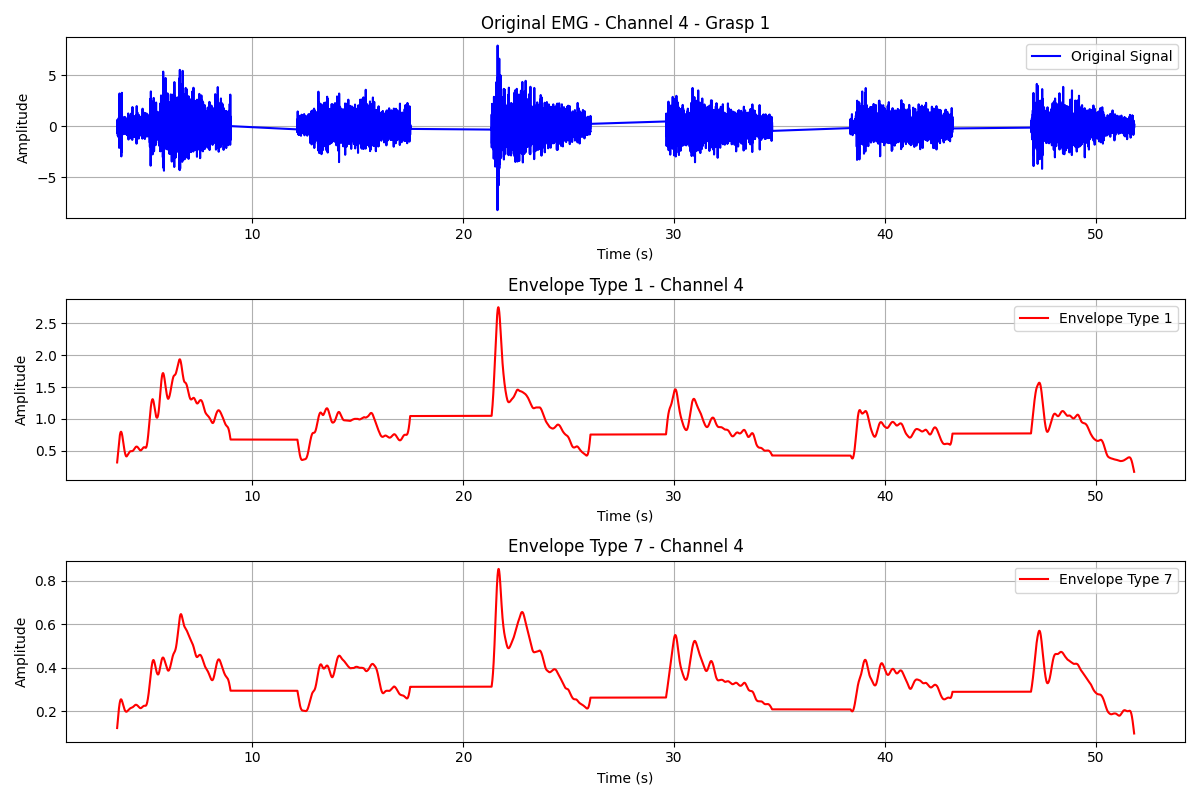 Original EMG - Channel 4 - Grasp 1
Original Signal
Amplitude
5
0
−5
10
20
30
40
50
Time (s)
Envelope Type 1 - Channel 4
Envelope Type 1
Amplitude
2.5
2.0
1.5
1.0
0.5
10
20
30
40
50
Time (s)
Envelope Type 7 - Channel 4
Envelope Type 7
Amplitude
0.8
0.6
0.4
0.2
10
20
30
40
50
Time (s)